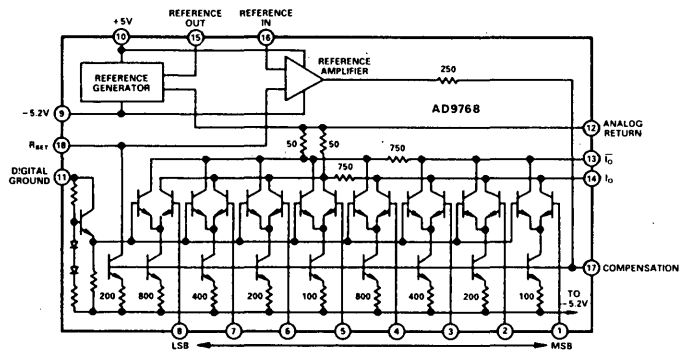 +5V
REFERENCE OUT
REFERENCE IN
10
15
16
REFERENCE AMPLIFIER
250
REFERENCE GENERATOR
AD9768
-5.2V
9
12
ANALOG RETURN
RSET
18
50
50
750
13
IO
DIGITAL GROUND
11
750
14
IO
17
COMPENSATION
200
800
400
200
100
800
400
200
100
TO -5.2V
8
7
6
5
4
3
2
1
LSB
MSB